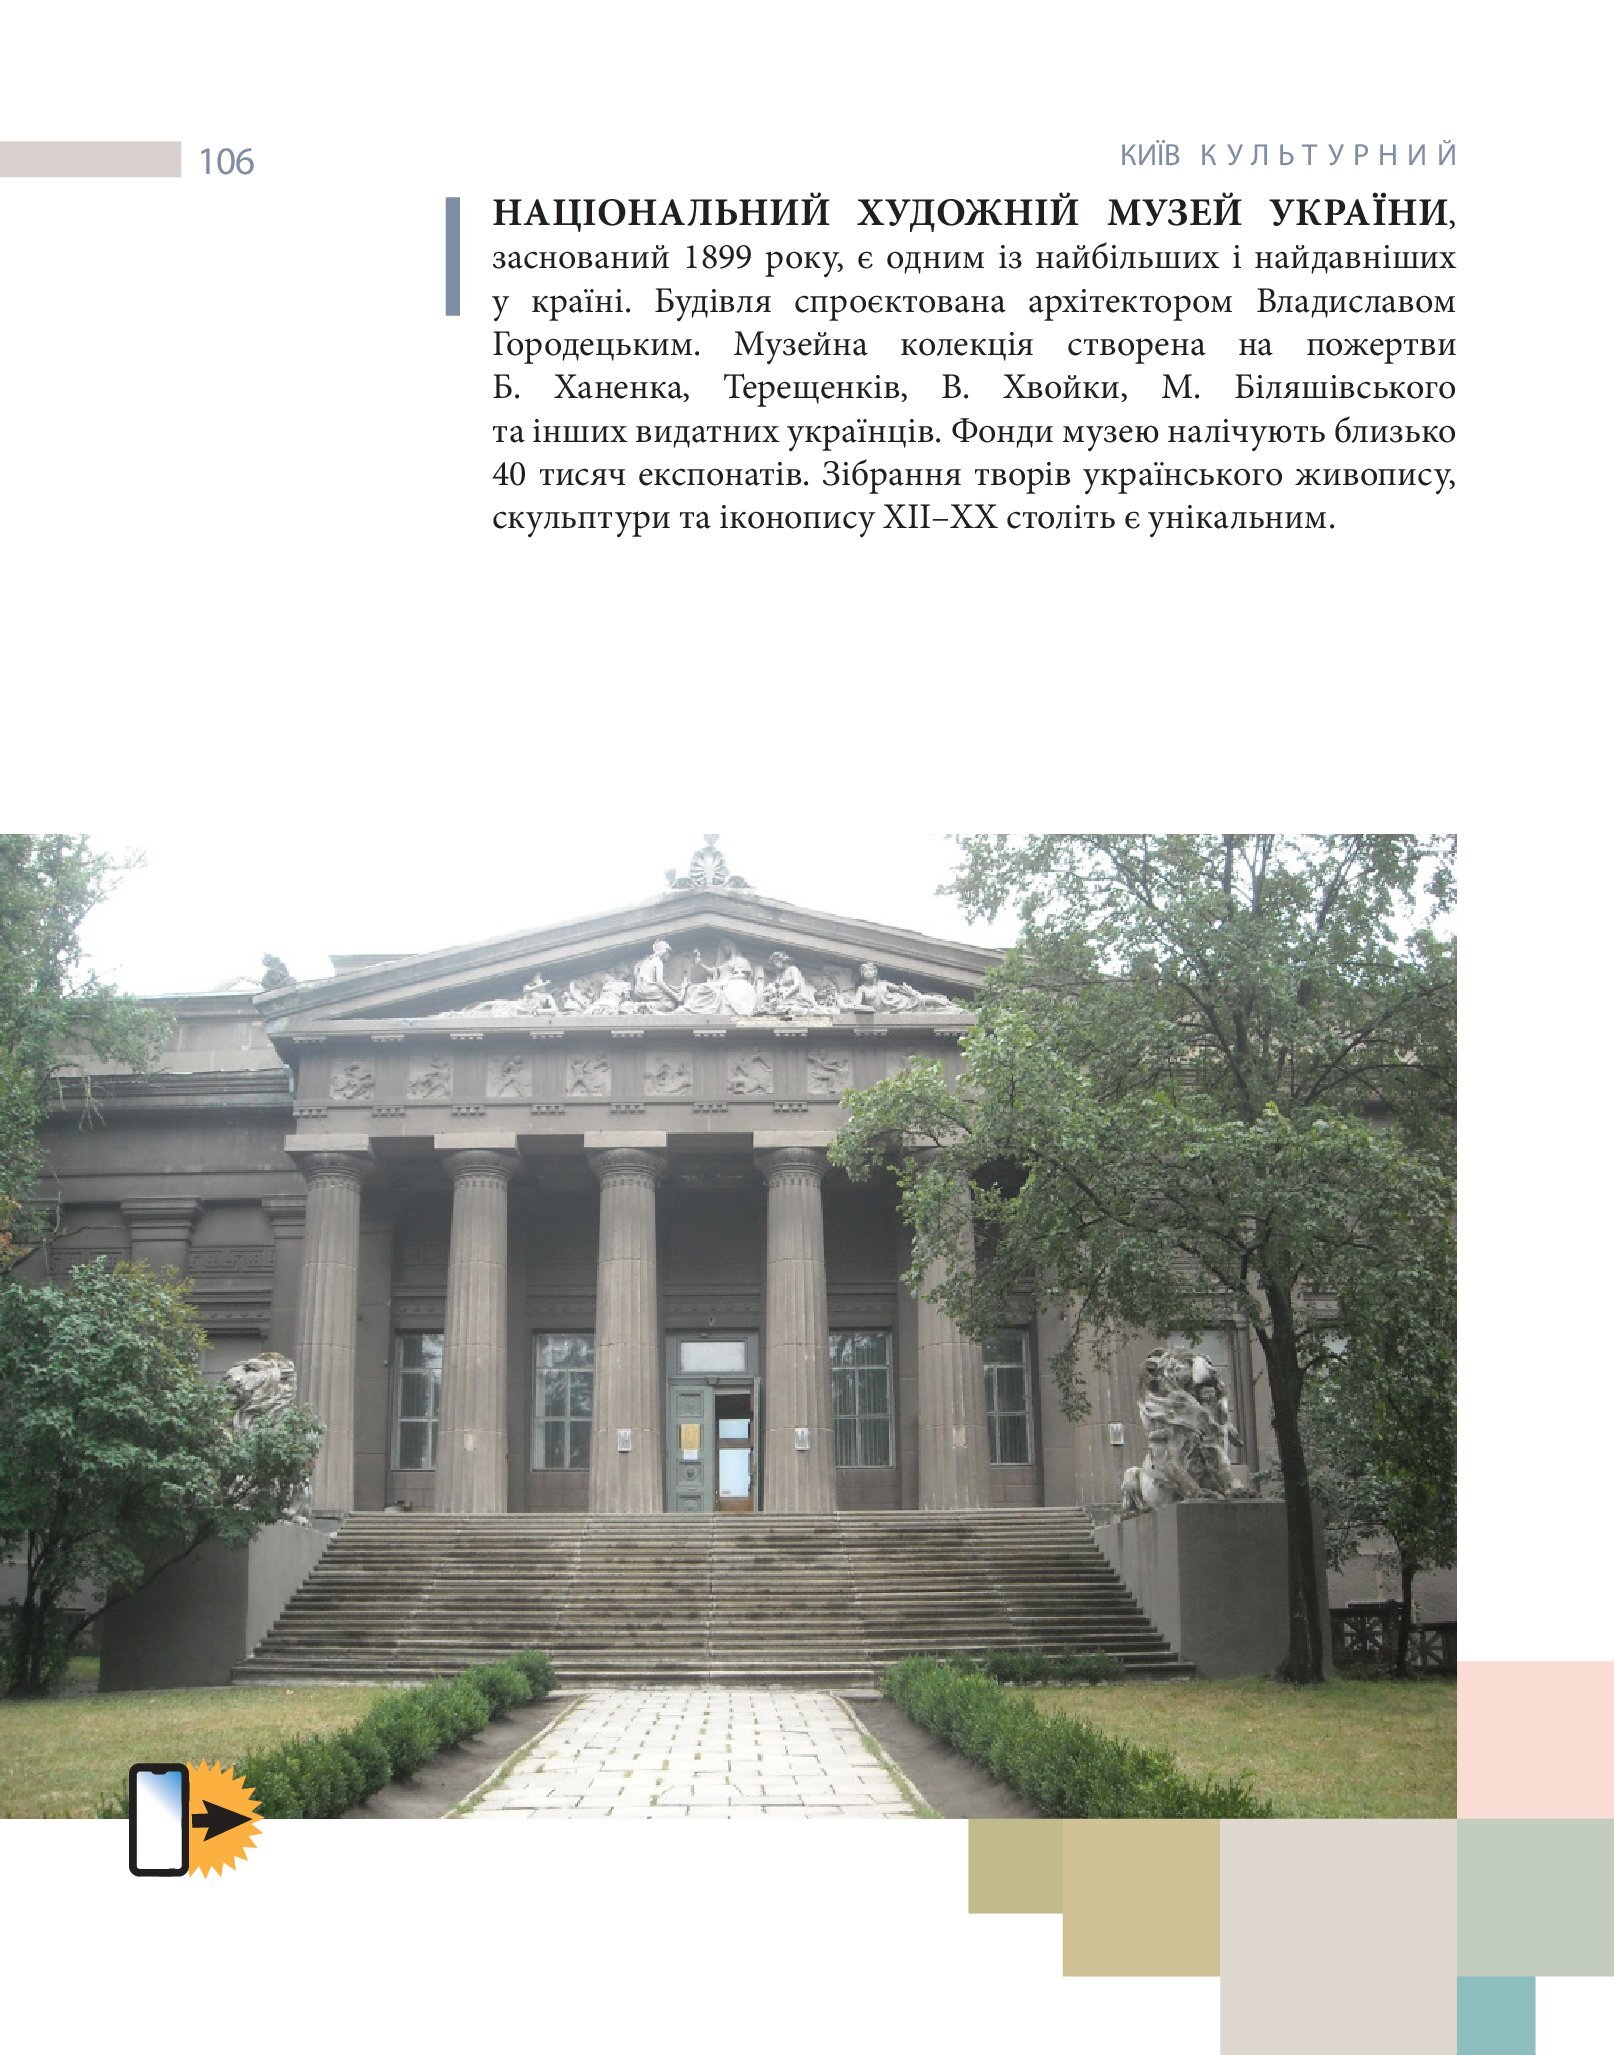 106
КИЇВ КУЛЬТУРНИЙ
НАЦІОНАЛЬНИЙ ХУДОЖНІЙ МУЗЕЙ УКРАЇНИ,
заснований 1899 року, є одним із найбільших і найдавніших
у країні. Будівля спроєктована архітектором Владиславом
Городецьким. Музейна колекція створена на пожертви
Б. Ханенка, Терещенків, В. Хвойки, М. Біляшівського
та інших видатних українців. Фонди музею налічують близько
40 тисяч експонатів. Зібрання творів українського живопису,
скульптури та іконопису XII–XX століть є унікальним.